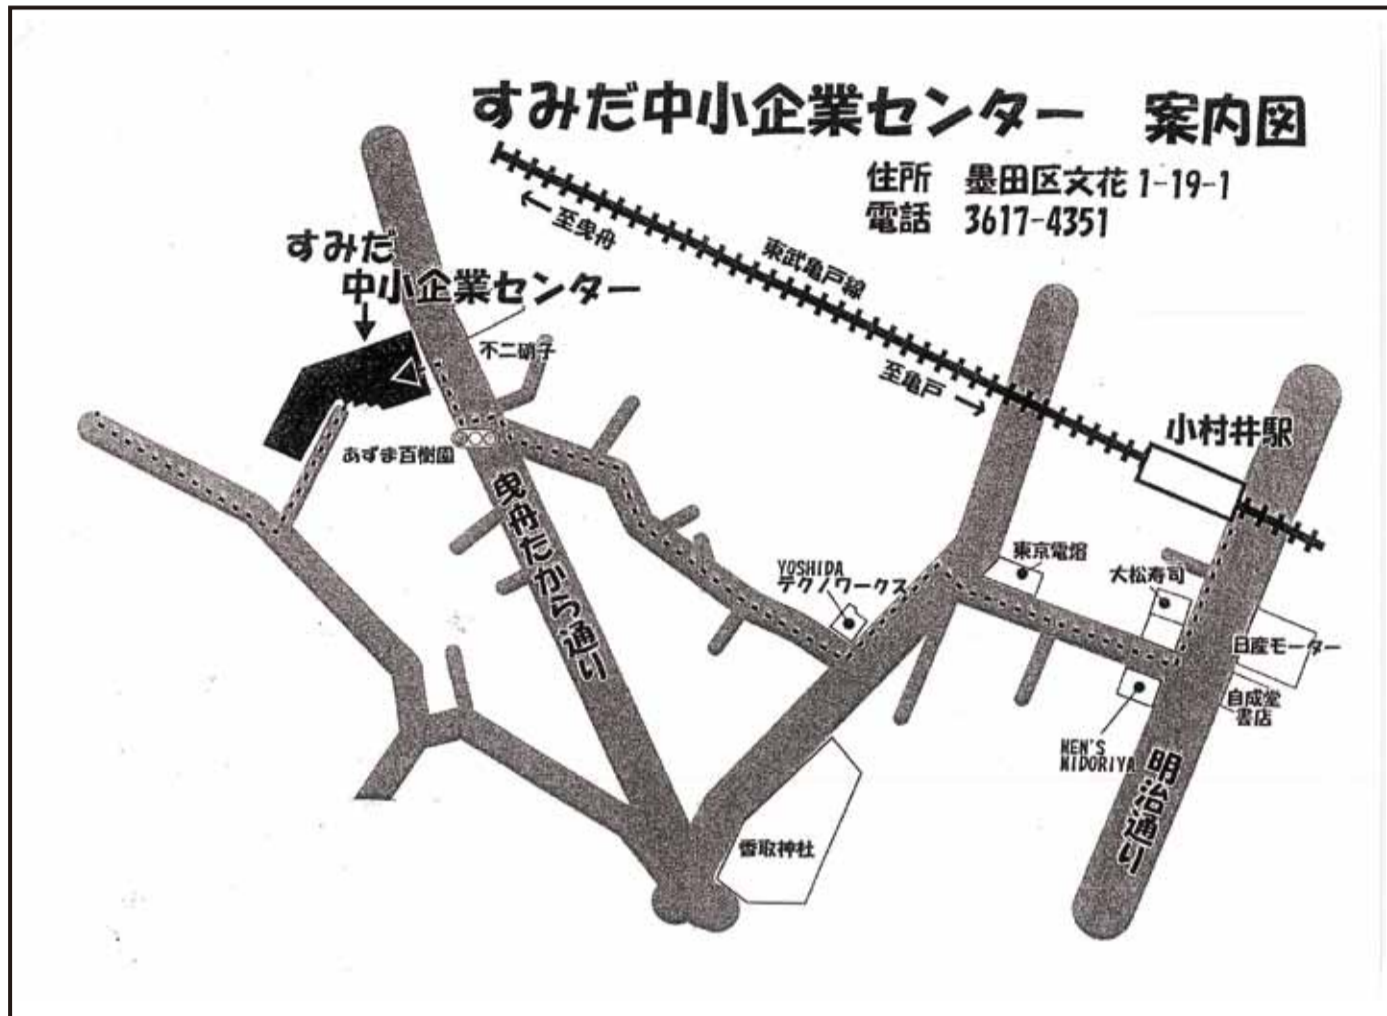 すみだ中小企業センター 案内図
住所 墨田区文花 1-19-1
電話 3617-4351
←至曳舟
東武亀戸線
至亀戸→
小村井駅
すみだ
中小企業センター
不二硝子
あずま百樹園
曳舟たから通り
YOSHIDA
テクノワークス
東京電熔
大松寿司
日産モーター
自成堂
書店
MEN'S
MIDORIYA
明治通り
香取神社